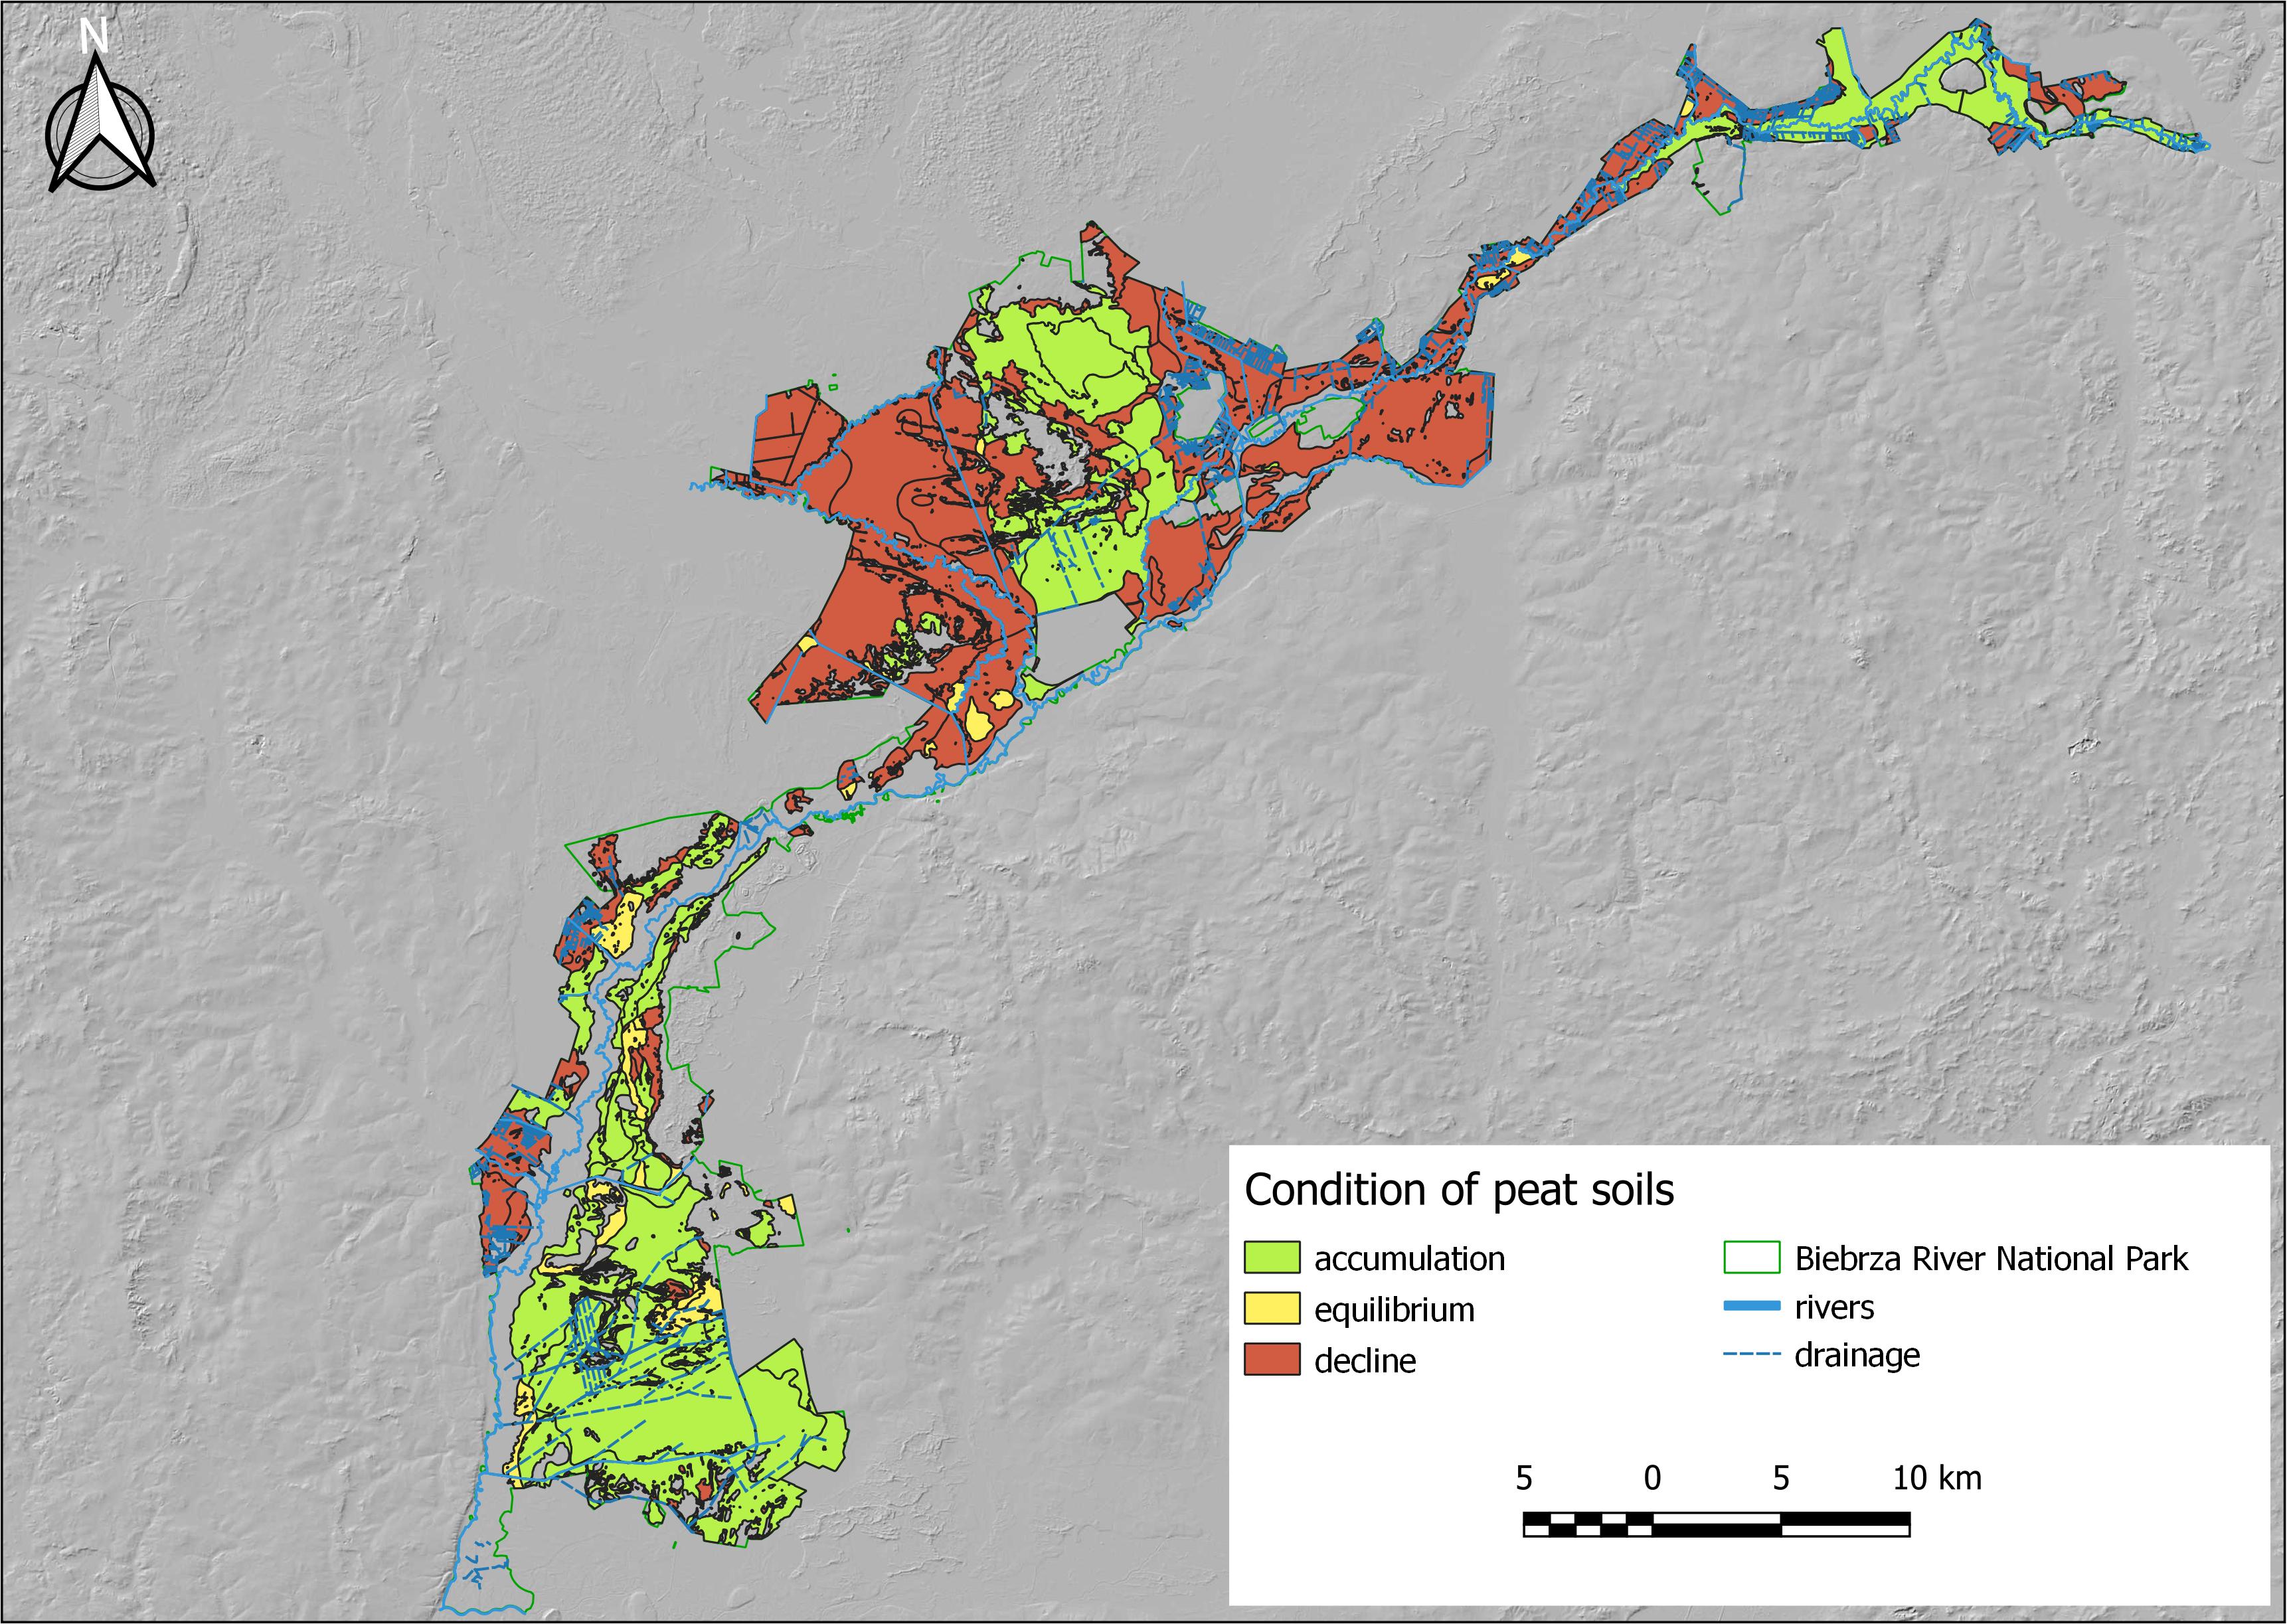 N
Condition of peat soils
accumulation
equilibrium
decline
Biebrza River National Park
rivers
drainage
5 0 5 10 km